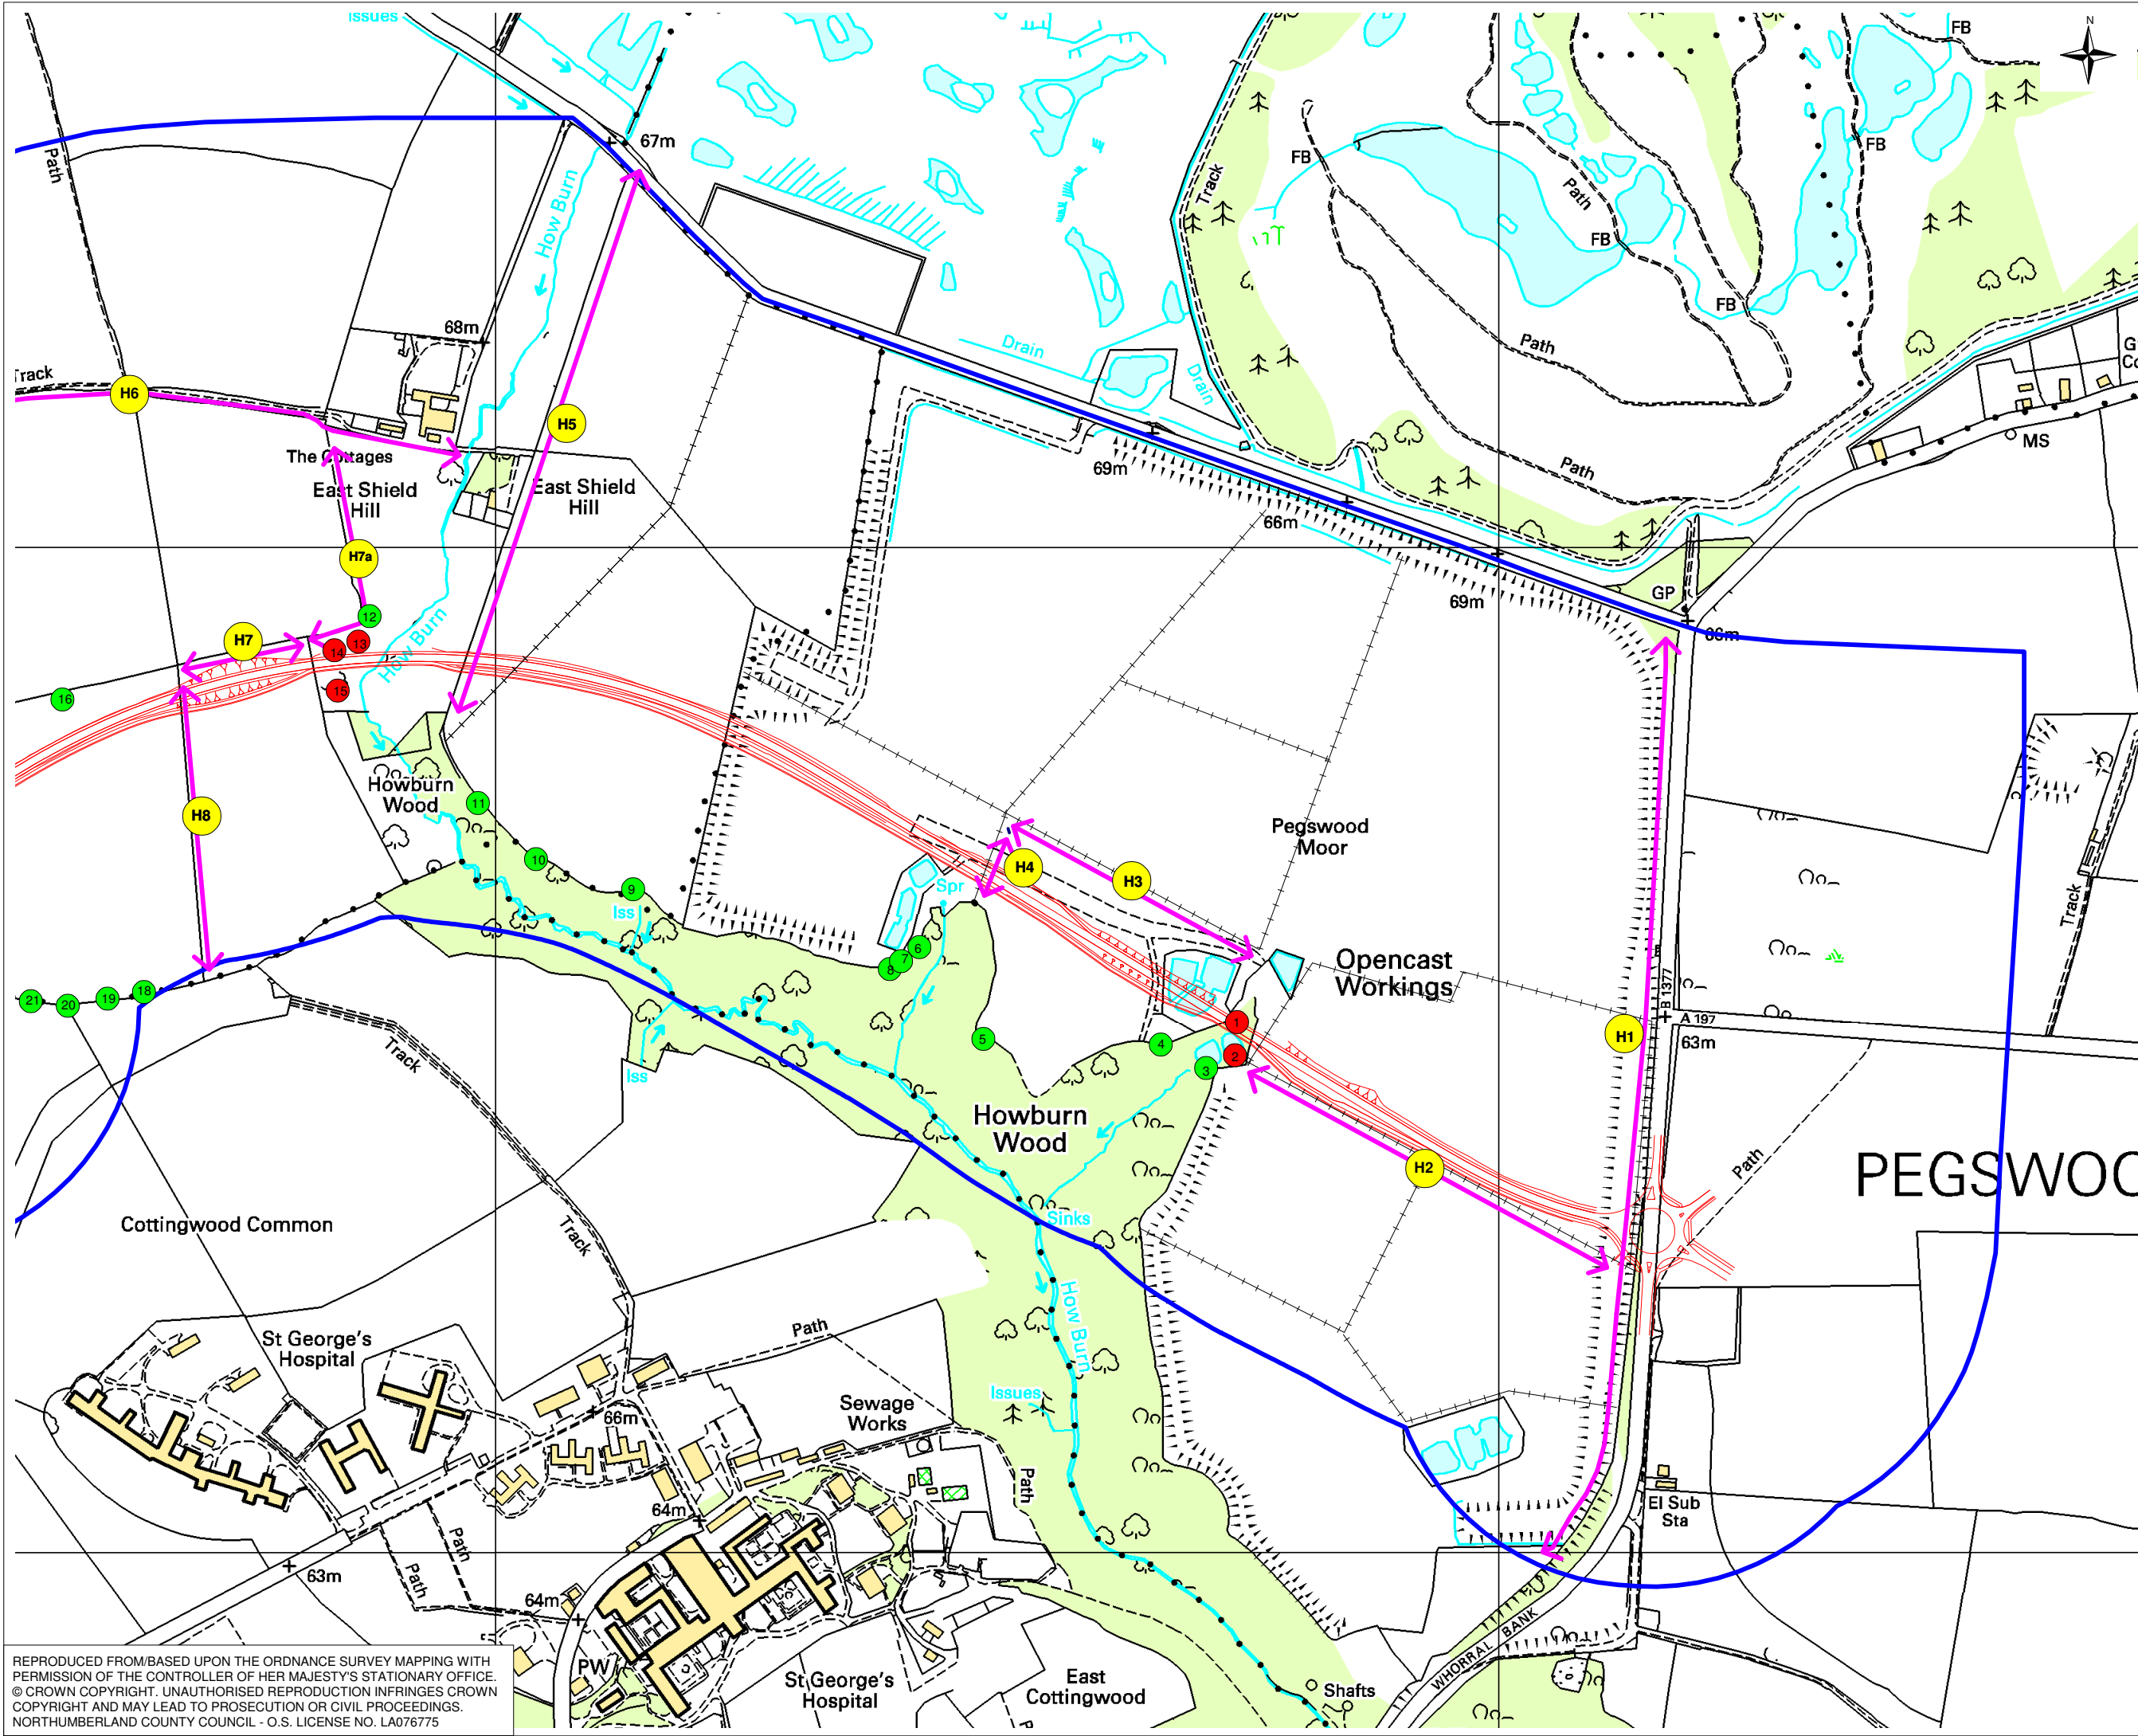 Issues
FB
N
67m
Path
How Burn
Track
FB
Path
FB
FB
FB
68m
Drain
Drain
Path
Track
H6
H5
MS
The Cottages
69m
Path
East Shield
Hill
East Shield
Hill
66m
H7a
69m
GP
66m
12
How Burn
H7
13
14
15
16
Howburn
Wood
11
H8
Pegswood
Moor
10
H4
H3
9
Spr
Iss
Track
6
7
8
Opencast
Workings
B 1377
21
20
19
18
1
A 197
H1
63m
5
4
2
3
Track
Iss
Howburn
Wood
H2
Path
PEGSWOO
Sinks
Cottingwood Common
Track
How Burn
St George's
Hospital
Path
Issues
Sewage
Works
66m
Path
El Sub
Sta
64m
Path
63m
Path
64m
WHORRAL BANK
PW
St George's
Hospital
East
Cottingwood
Shafts
REPRODUCED FROM/BASED UPON THE ORDNANCE SURVEY MAPPING WITH
PERMISSION OF THE CONTROLLER OF HER MAJESTY'S STATIONARY OFFICE.
© CROWN COPYRIGHT. UNAUTHORISED REPRODUCTION INFRINGES CROWN
COPYRIGHT AND MAY LEAD TO PROSECUTION OR CIVIL PROCEEDINGS.
NORTHUMBERLAND COUNTY COUNCIL - O.S. LICENSE NO. LA076775